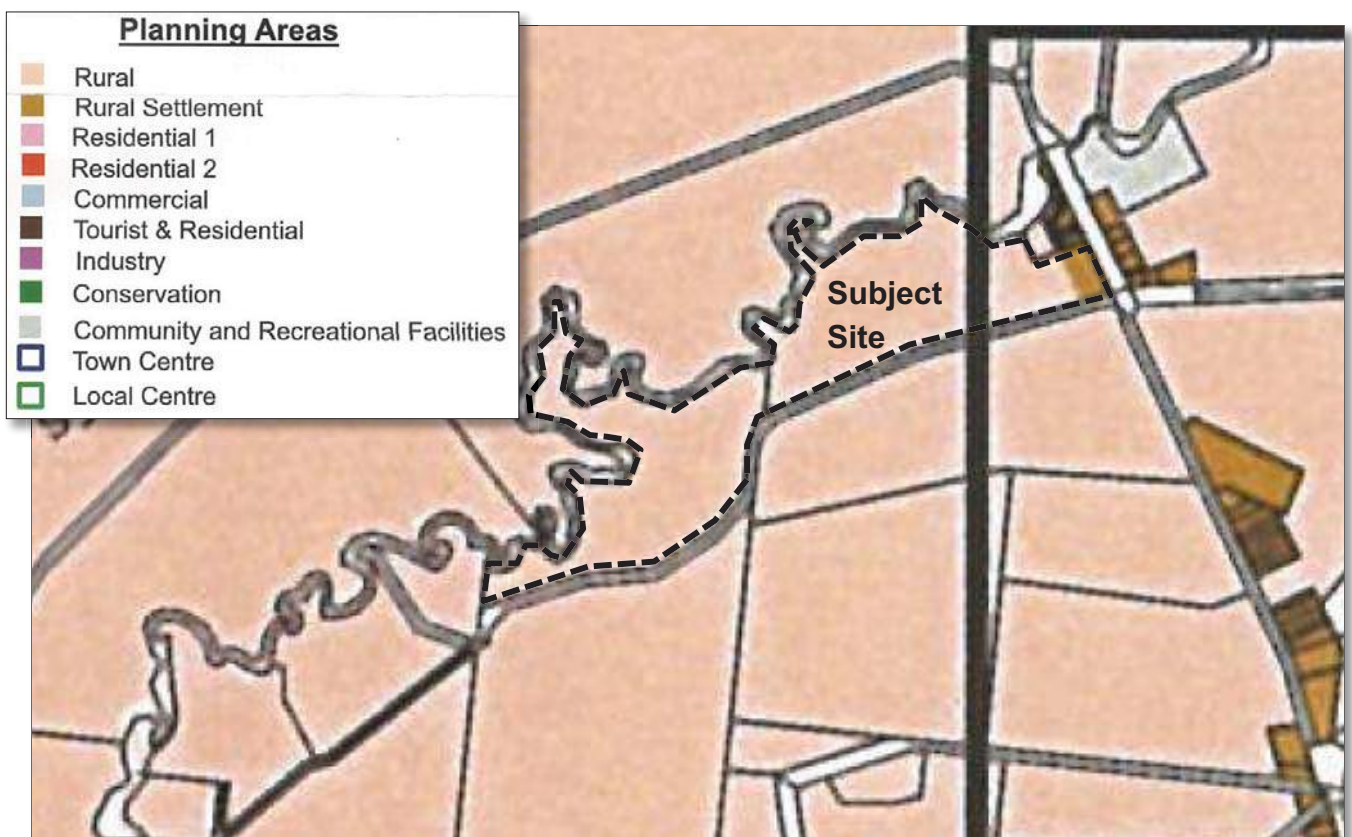 Planning Areas
Rural
Rural Settlement
Residential 1
Residential 2
Commercial
Tourist & Residential
Industry
Conservation
Community and Recreational Facilities
Town Centre
Local Centre
Subject
Site